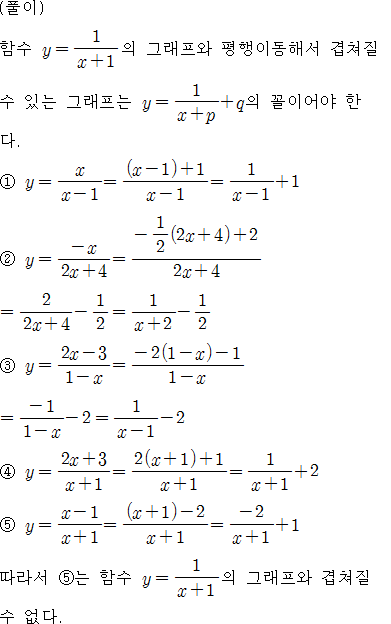 (풀이)
함수 y = 1/(x+1) 의 그래프와 평행이동해서 겹쳐질
수 있는 그래프는 y = 1/(x+p) + q의 꼴이어야 한
다.
① y = x/(x−1) = ((x−1)+1)/(x−1) = 1/(x−1) + 1
② y = (−x)/(2x+4) = (−1/2(2x+4)+2)/(2x+4)
= 2/(2x+4) − 1/2 = 1/(x+2) − 1/2
③ y = (2x−3)/(1−x) = (−2(1−x)−1)/(1−x)
= (−1)/(1−x) − 2 = 1/(x−1) − 2
④ y = (2x+3)/(x+1) = (2(x+1)+1)/(x+1) = 1/(x+1) + 2
⑤ y = (x−1)/(x+1) = ((x+1)−2)/(x+1) = (−2)/(x+1) + 1
따라서 ⑤는 함수 y = 1/(x+1) 의 그래프와 겹쳐질
수 없다.